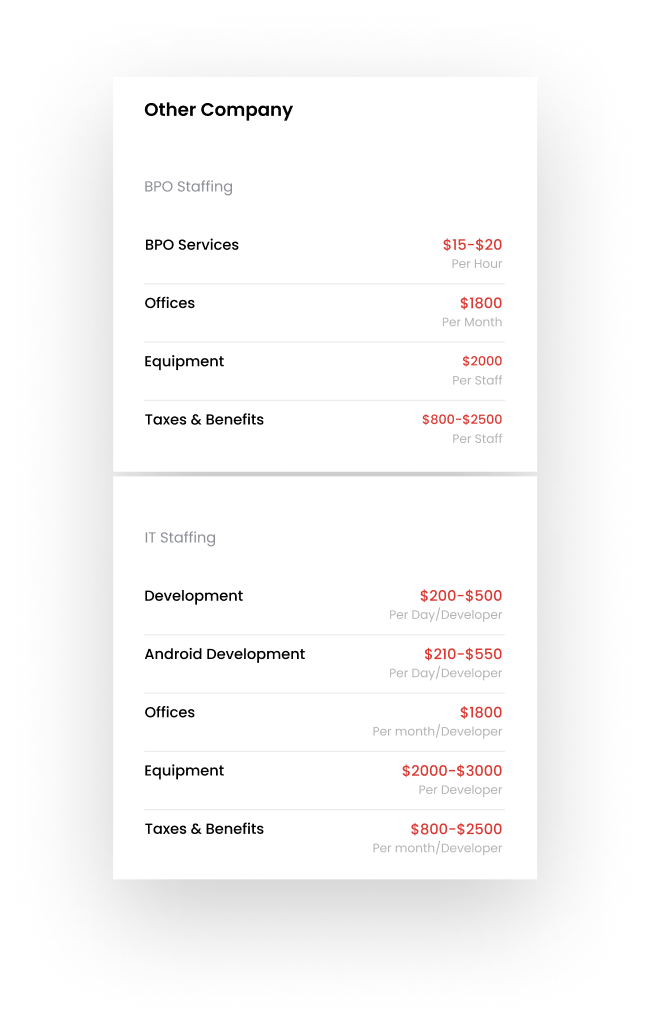 Other Company
BPO Staffing
BPO Services $15-$20
Per Hour
Offices $1800
Per Month
Equipment $2000
Per Staff
Taxes & Benefits $800-$2500
Per Staff
IT Staffing
Development $200-$500
Per Day/Developer
Android Development $210-$550
Per Day/Developer
Offices $1800
Per month/Developer
Equipment $2000-$3000
Per Developer
Taxes & Benefits $800-$2500
Per month/Developer